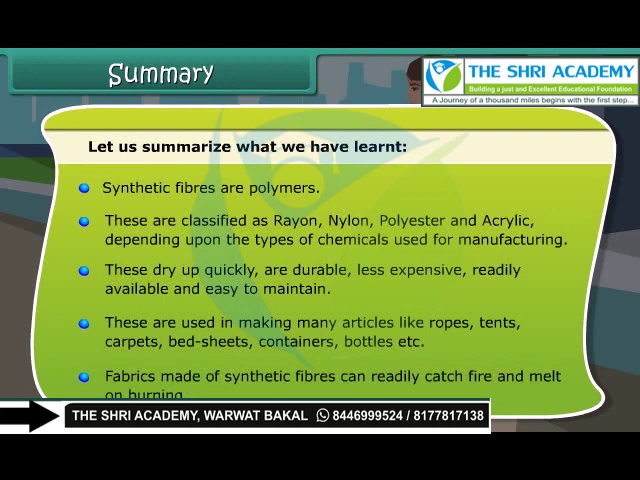 Summary
THE SHRI ACADEMY
Building a just and Excellent Educational Foundation
A Journey of a thousand miles begins with the first step...
Let us summarize what we have learnt:
Synthetic fibres are polymers.
These are classified as Rayon, Nylon, Polyester and Acrylic,
depending upon the types of chemicals used for manufacturing.
These dry up quickly, are durable, less expensive, readily
available and easy to maintain.
These are used in making many articles like ropes, tents,
carpets, bed-sheets, containers, bottles etc.
Fabrics made of synthetic fibres can readily catch fire and melt
on burning
THE SHRI ACADEMY, WARWAT BAKAL 8446999524 / 8177817138